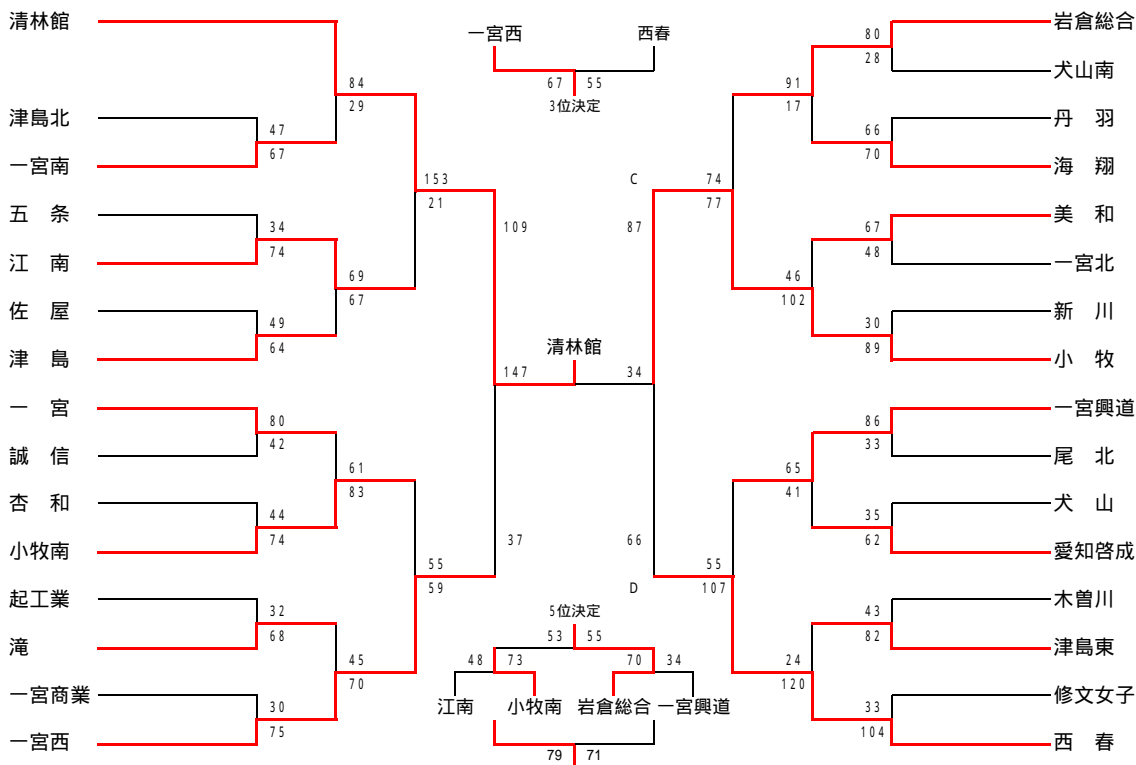 清林館
岩倉総合
一宮西
西春
80
28
犬山南
67 55
3位決定
84
29
91
17
津島北
丹 羽
47
67
66
70
一宮南
海 翔
153
21
C
74
77
五 条
美 和
34
74
109
87
67
48
江 南
一宮北
69
67
46
102
佐 屋
新 川
49
64
30
89
清林館
津 島
小 牧
147
34
一 宮
一宮興道
80
42
86
33
誠 信
尾 北
61
83
65
41
杏 和
犬 山
44
74
35
62
37
66
小牧南
愛知啓成
55
59
D
55
107
起工業
木曽川
32
68
5位決定
43
82
53 55
滝
津島東
45
70
48 73
70 34
24
120
一宮商業
修文女子
30
75
江南
小牧南
岩倉総合
一宮興道
33
104
一宮西
西 春
79 71